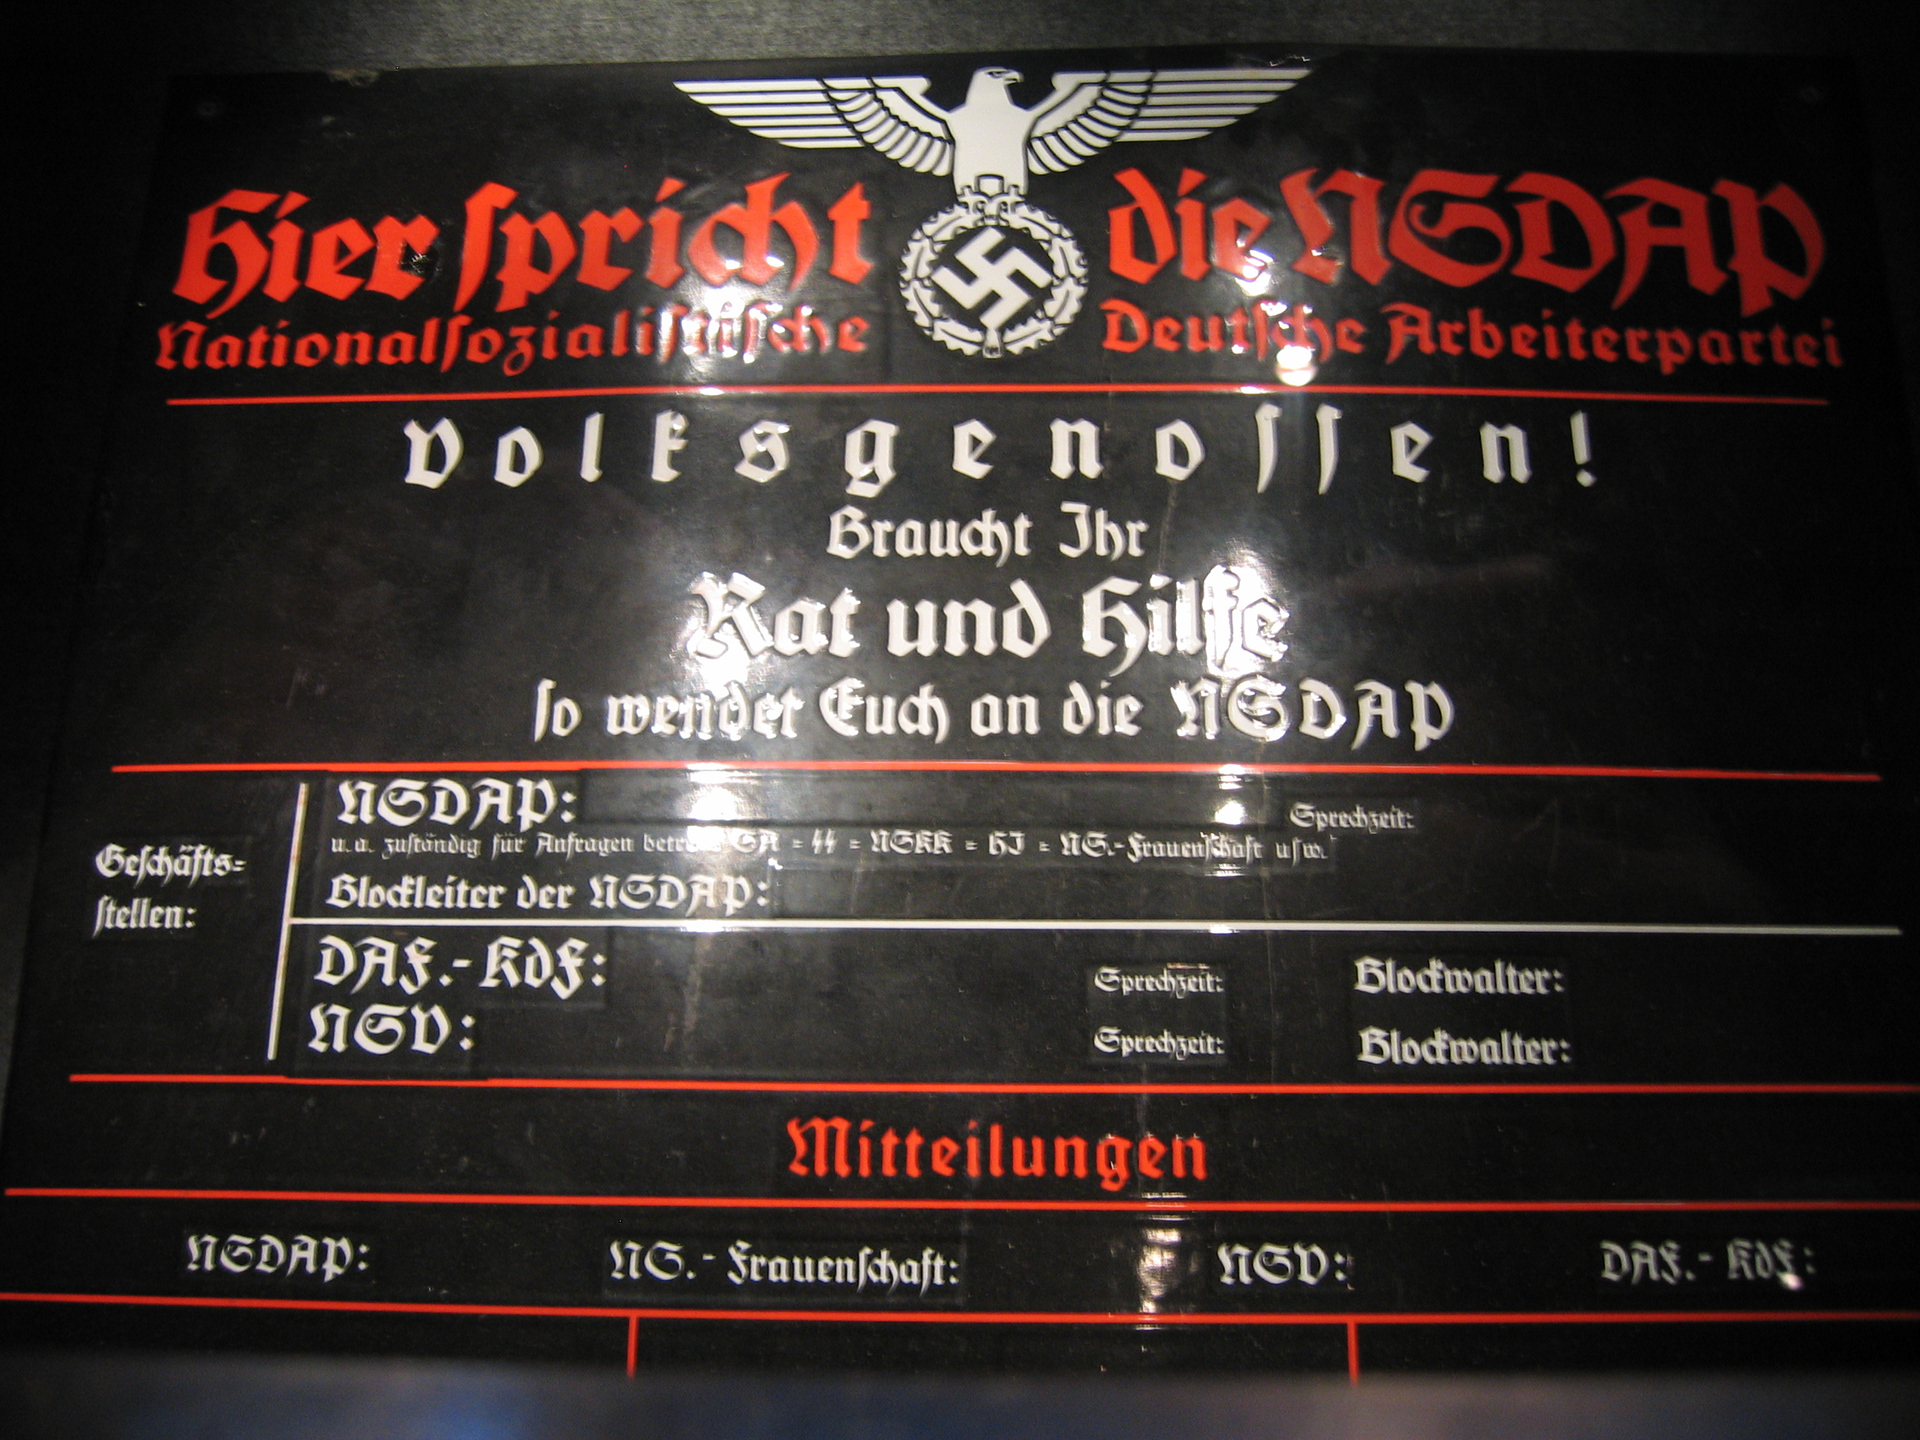 Hier spricht die NSDAP
Nationalsozialistische Deutsche Arbeiterpartei
Volksgenossen!
Braucht Ihr
Rat und Hilfe
so wendet Euch an die NSDAP
Geschäfts=
stellen:
NSDAP: Sprechzeit:
u.a. zuständig für Anfragen SA = SS = NSKK = HJ = NS.-Frauenschaft usw.
Blockleiter der NSDAP:
DAF.-KdF: Sprechzeit: Blockwalter:
NSV: Sprechzeit: Blockwalter:
Mitteilungen
NSDAP: NS.-Frauenschaft: NSV: DAF.-KdF: